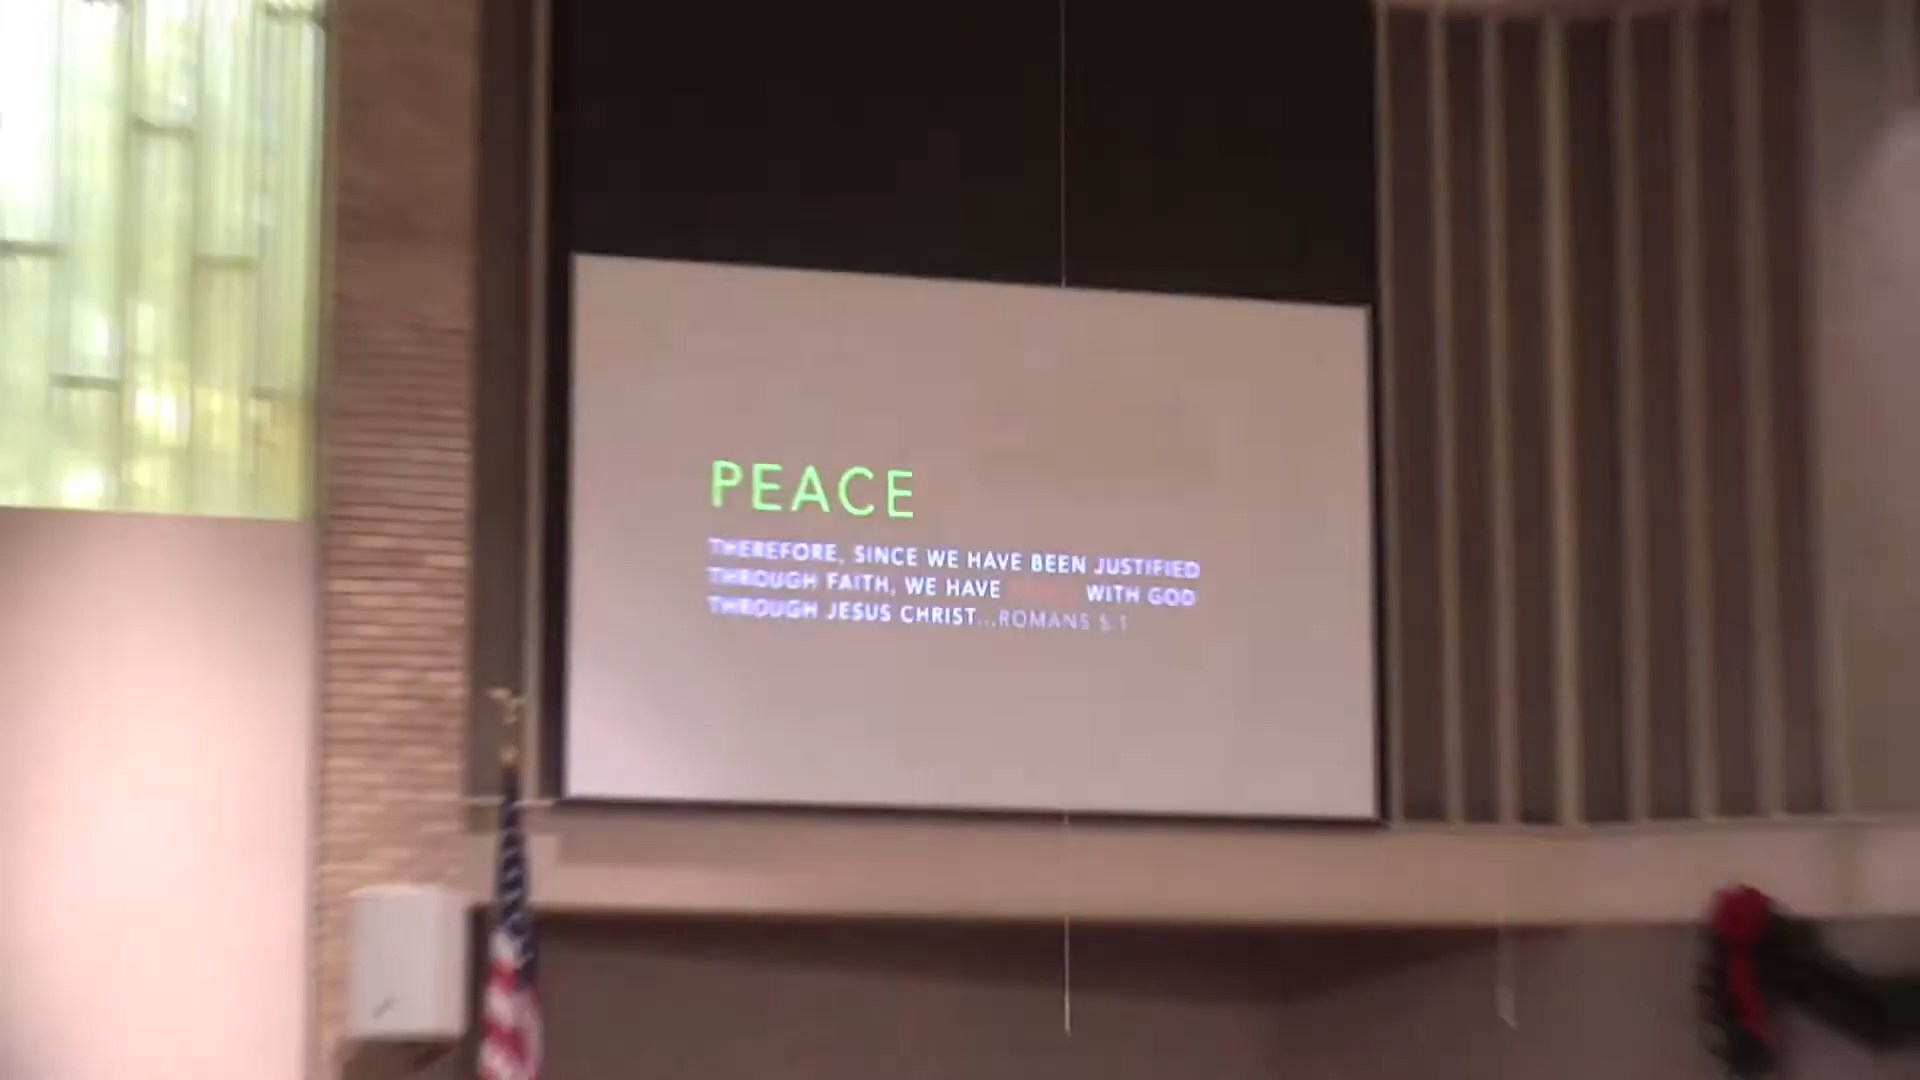 PEACE
THEREFORE, SINCE WE HAVE BEEN JUSTIFIED
THROUGH FAITH, WE HAVE WITH GOD
THROUGH JESUS CHRIST...ROMANS 5:1